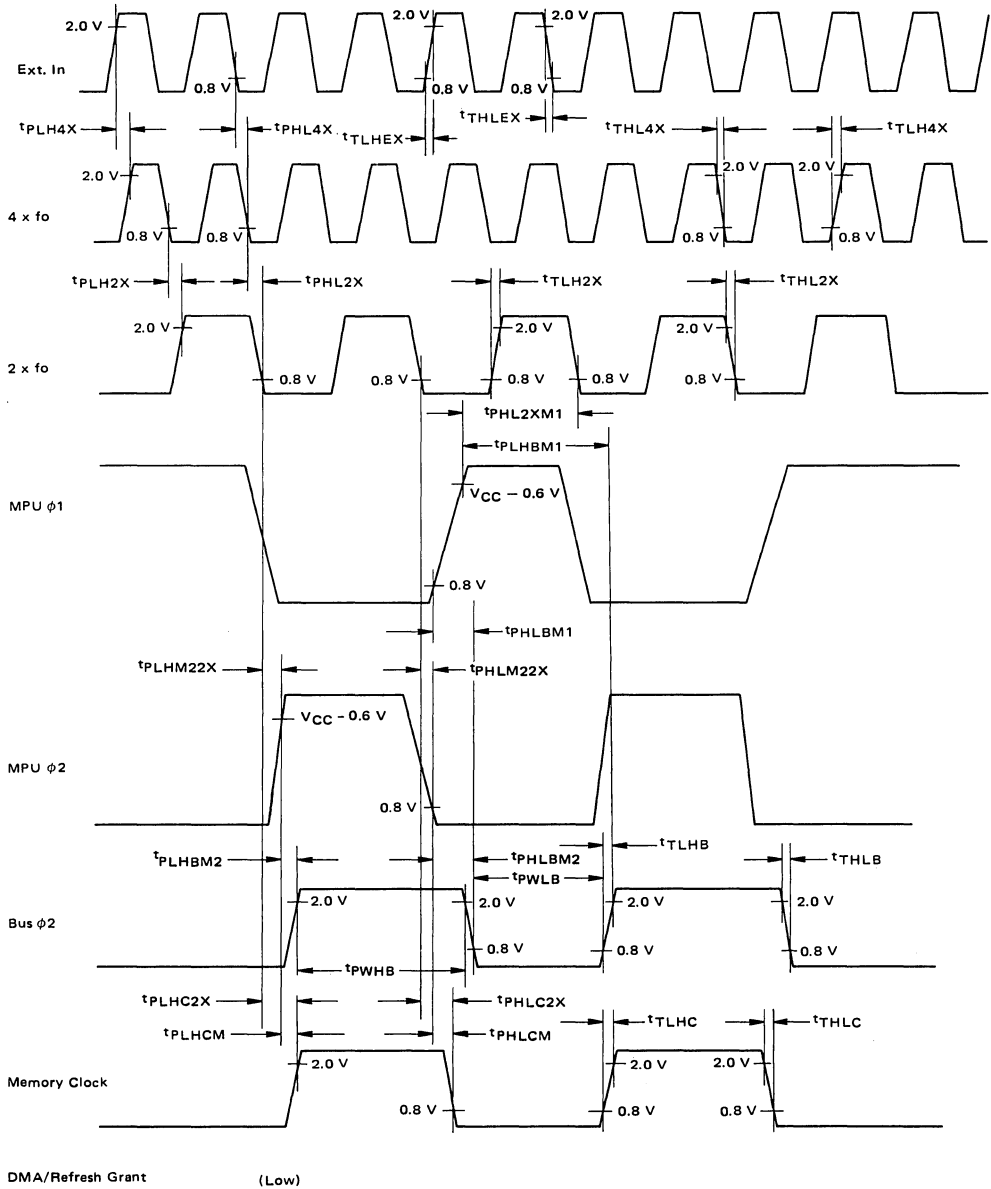 2.0 V
2.0 V
2.0 V
Ext. In
0.8 V
0.8 V
0.8 V
tPLH4X
tPHL4X
tTLHEX
tTHLEX
tTHL4X
tTLH4X
2.0 V
2.0 V
2.0 V
4 x fo
0.8 V
0.8 V
0.8 V
0.8 V
tPLH2X
tPHL2X
tTLH2X
tTHL2X
2.0 V
2.0 V
2.0 V
2 x fo
0.8 V
0.8 V
0.8 V
0.8 V
0.8 V
tPHL2XM1
tPLHBM1
MPU φ1
VCC – 0.6 V
0.8 V
tPHLBM1
tPLHM22X
tPHLM22X
VCC – 0.6 V
MPU φ2
0.8 V
tPLHBM2
tPHLBM2
tTLHB
tTHLB
tPWLB
2.0 V
2.0 V
2.0 V
2.0 V
Bus φ2
0.8 V
0.8 V
0.8 V
tPWHB
tPLHC2X
tPHLC2X
tPLHCM
tPHLCM
tTLHC
tTHLC
2.0 V
2.0 V
2.0 V
Memory Clock
0.8 V
0.8 V
0.8 V
DMA/Refresh Grant (Low)